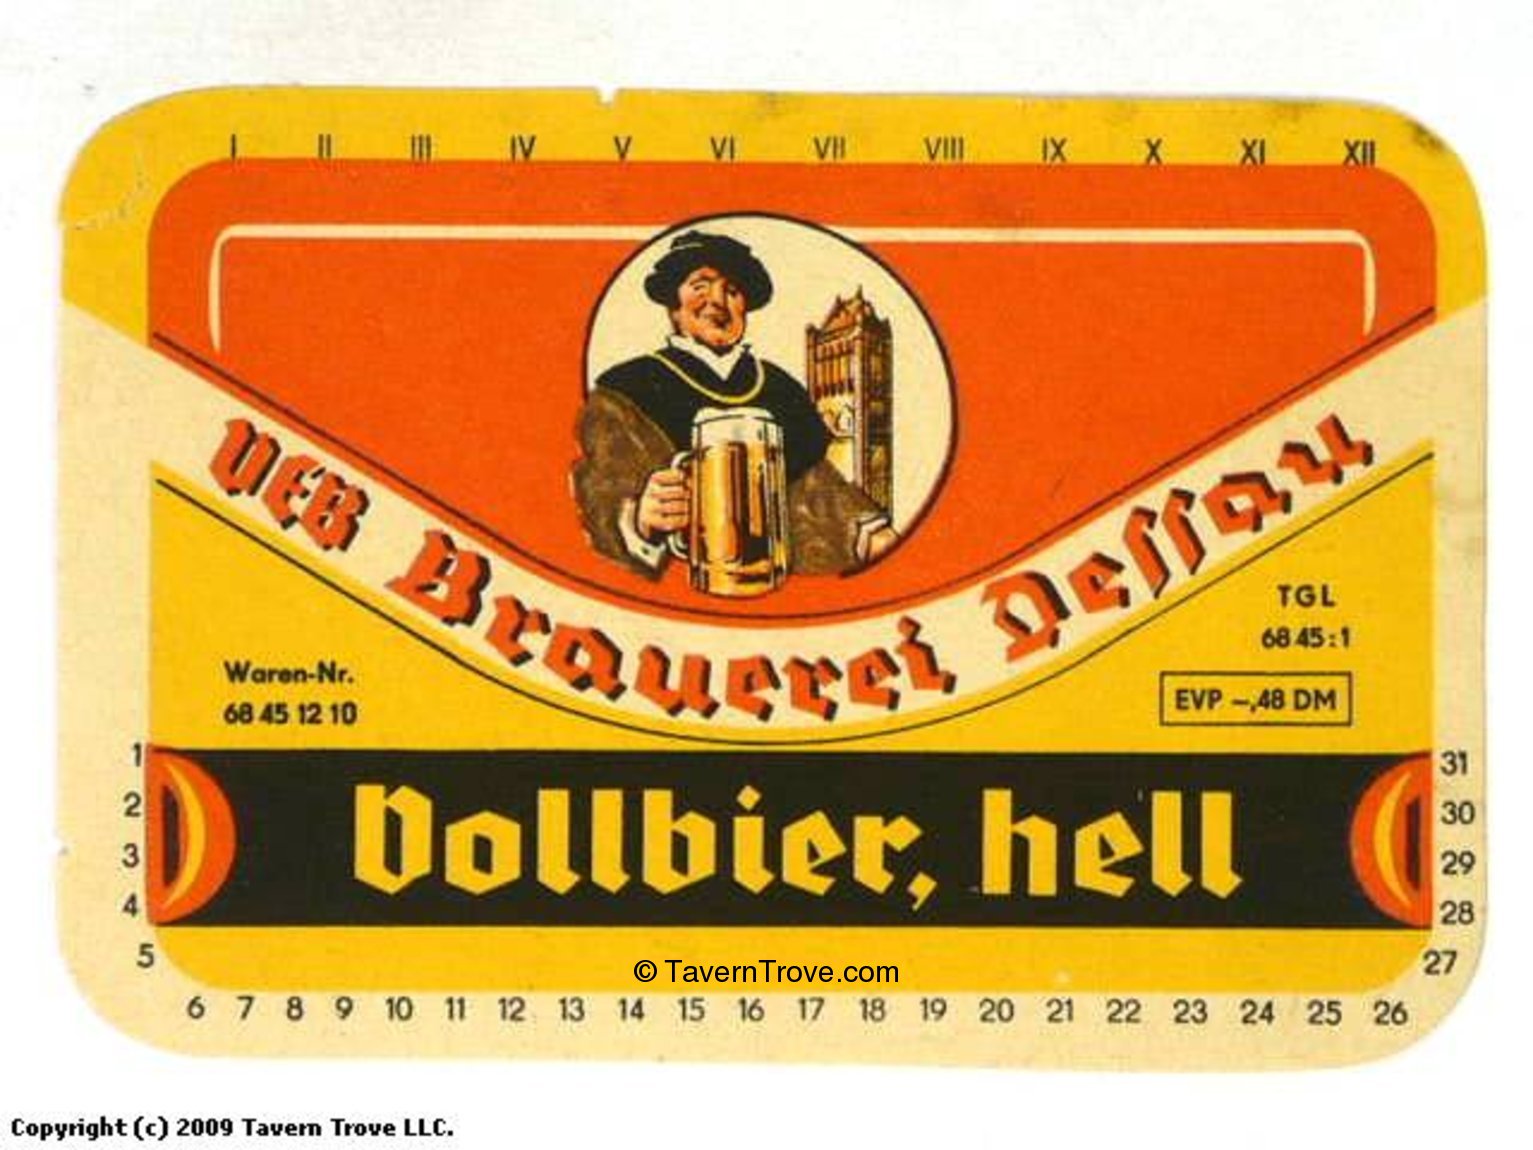 I II III IV V VI VII VIII IX X XI XII
VEB Brauerei Dessau
TGL
68 45:1
Waren-Nr.
68 45 12 10
EVP –,48 DM
Vollbier, hell
1
2
3
4
5
31
30
29
28
27
© TavernTrove.com
6 7 8 9 10 11 12 13 14 15 16 17 18 19 20 21 22 23 24 25 26
Copyright (c) 2009 Tavern Trove LLC.